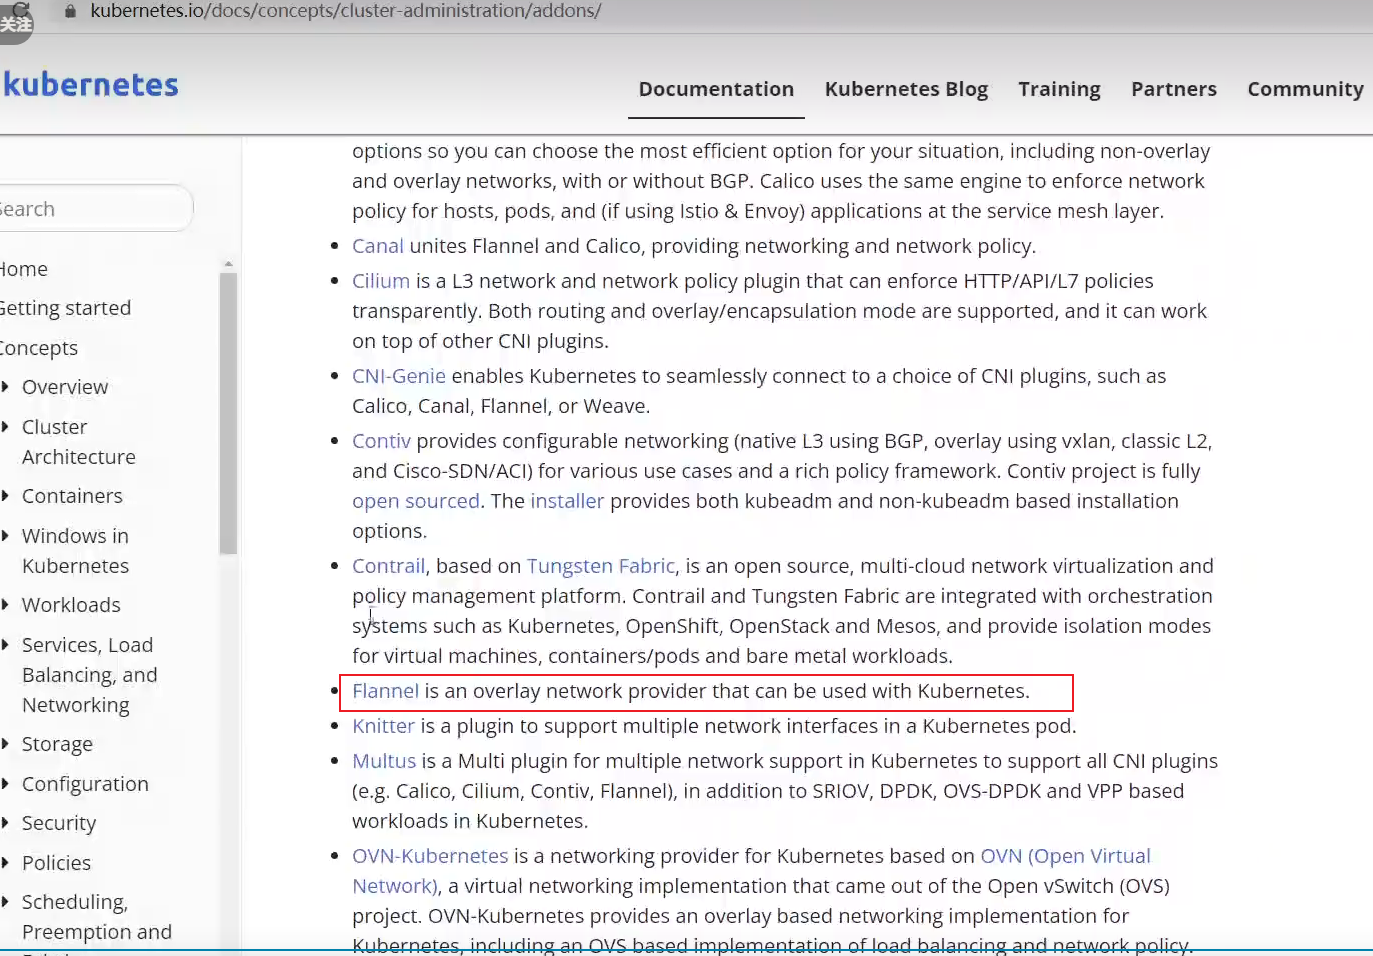 kubernetes.io/docs/concepts/cluster-administration/addons/
关注
kubernetes
Documentation
Kubernetes Blog
Training
Partners
Community
Search
Home
Getting started
Concepts
Overview
Cluster
Architecture
Containers
Windows in
Kubernetes
Workloads
Services, Load
Balancing, and
Networking
Storage
Configuration
Security
Policies
Scheduling,
Preemption and
options so you can choose the most efficient option for your situation, including non-overlay
and overlay networks, with or without BGP. Calico uses the same engine to enforce network
policy for hosts, pods, and (if using Istio & Envoy) applications at the service mesh layer.
Canal unites Flannel and Calico, providing networking and network policy.
Cilium is a L3 network and network policy plugin that can enforce HTTP/API/L7 policies
transparently. Both routing and overlay/encapsulation mode are supported, and it can work
on top of other CNI plugins.
CNI-Genie enables Kubernetes to seamlessly connect to a choice of CNI plugins, such as
Calico, Canal, Flannel, or Weave.
Contiv provides configurable networking (native L3 using BGP, overlay using vxlan, classic L2,
and Cisco-SDN/ACI) for various use cases and a rich policy framework. Contiv project is fully
open sourced. The installer provides both kubeadm and non-kubeadm based installation
options.
Contrail, based on Tungsten Fabric, is an open source, multi-cloud network virtualization and
policy management platform. Contrail and Tungsten Fabric are integrated with orchestration
systems such as Kubernetes, OpenShift, OpenStack and Mesos, and provide isolation modes
for virtual machines, containers/pods and bare metal workloads.
Flannel is an overlay network provider that can be used with Kubernetes.
Knitter is a plugin to support multiple network interfaces in a Kubernetes pod.
Multus is a Multi plugin for multiple network support in Kubernetes to support all CNI plugins
(e.g. Calico, Cilium, Contiv, Flannel), in addition to SRIOV, DPDK, OVS-DPDK and VPP based
workloads in Kubernetes.
OVN-Kubernetes is a networking provider for Kubernetes based on OVN (Open Virtual
Network), a virtual networking implementation that came out of the Open vSwitch (OVS)
project. OVN-Kubernetes provides an overlay based networking implementation for
Kubernetes, including an OVS based implementation of load balancing and network policy.